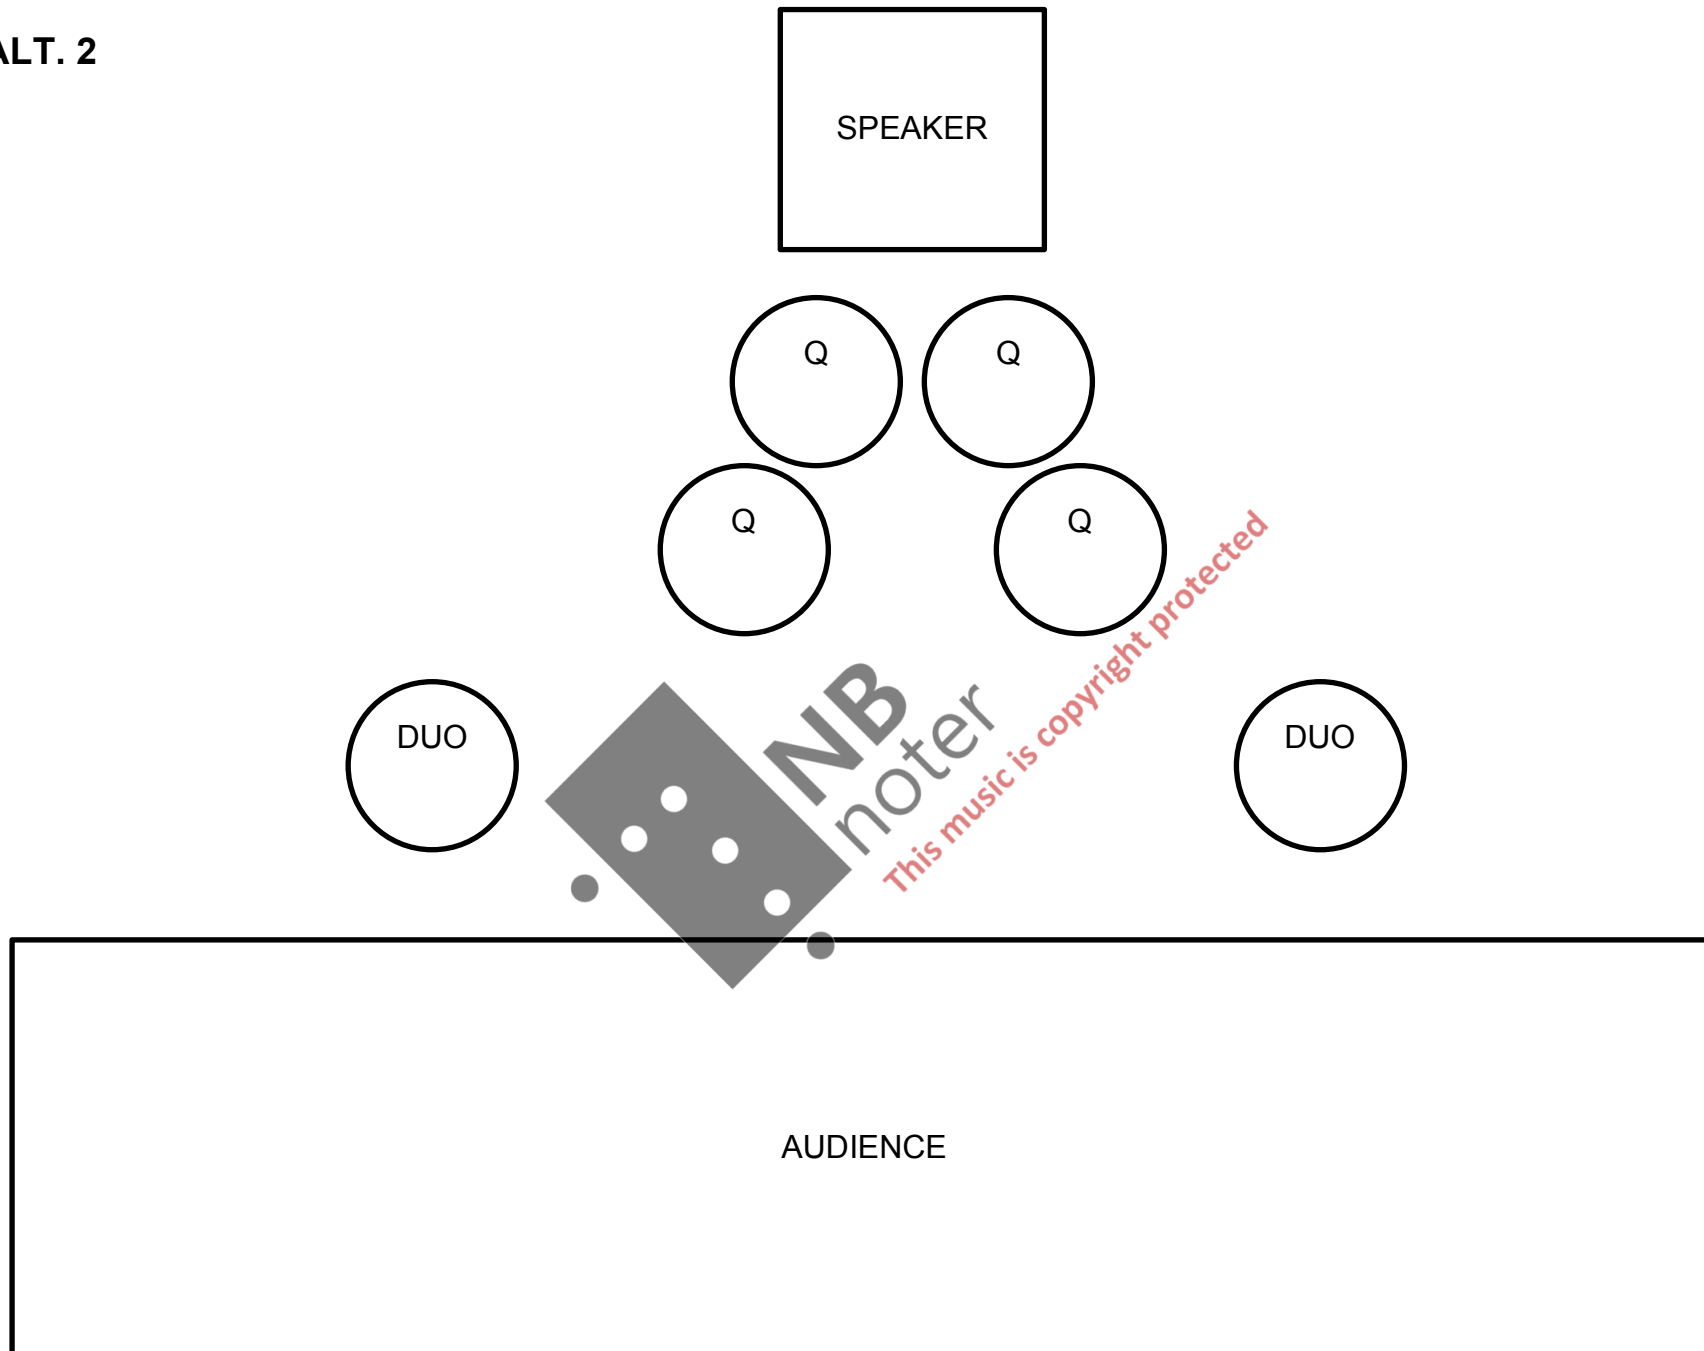 ALT. 2
SPEAKER
Q Q
Q Q
DUO DUO
NB
noter
This music is copyright protected
AUDIENCE